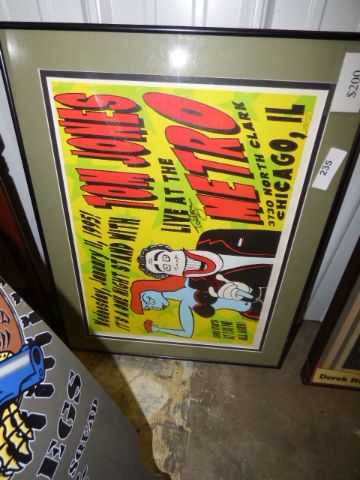 Wednesday, January 11, 1995!
IT'S A ONE NIGHT STAND WITH
TOM JONES
LIVE AT THE
METRO
3730 NORTH CLARK
CHICAGO, IL
$200
235
EGS
Derek